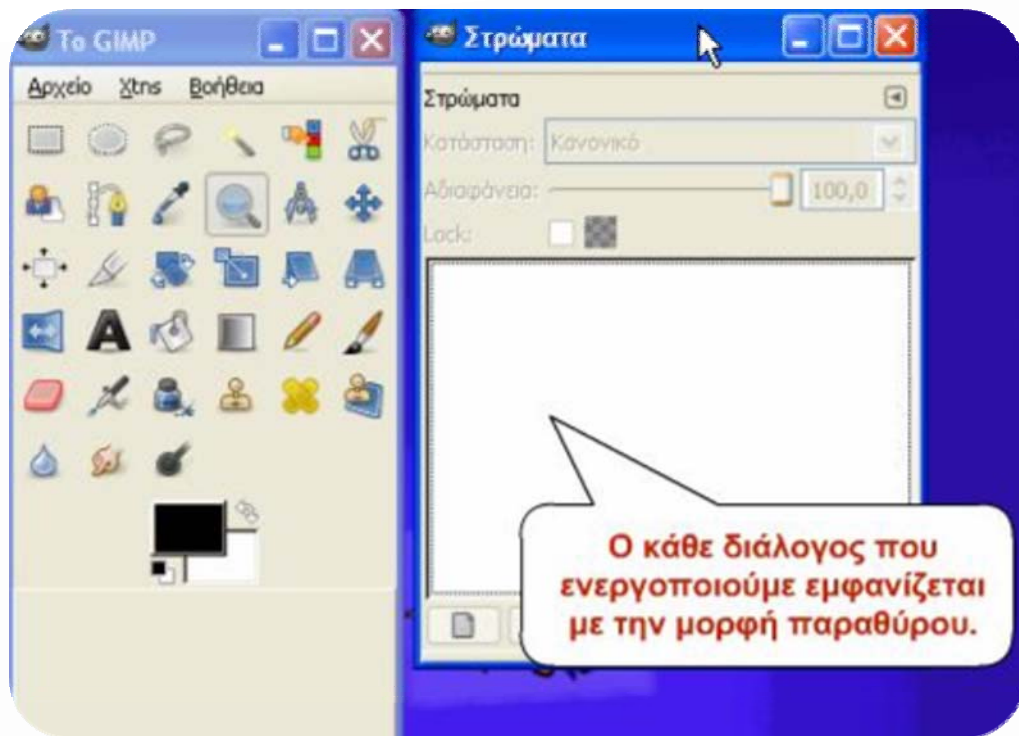 Το GIMP
Αρχείο Xtns Βοήθεια
Στρώματα
Στρώματα
Κατάσταση: Κανονικό
Αδιαφάνεια: 100,0
Lock:
Ο κάθε διάλογος που
ενεργοποιούμε εμφανίζεται
με την μορφή παραθύρου.